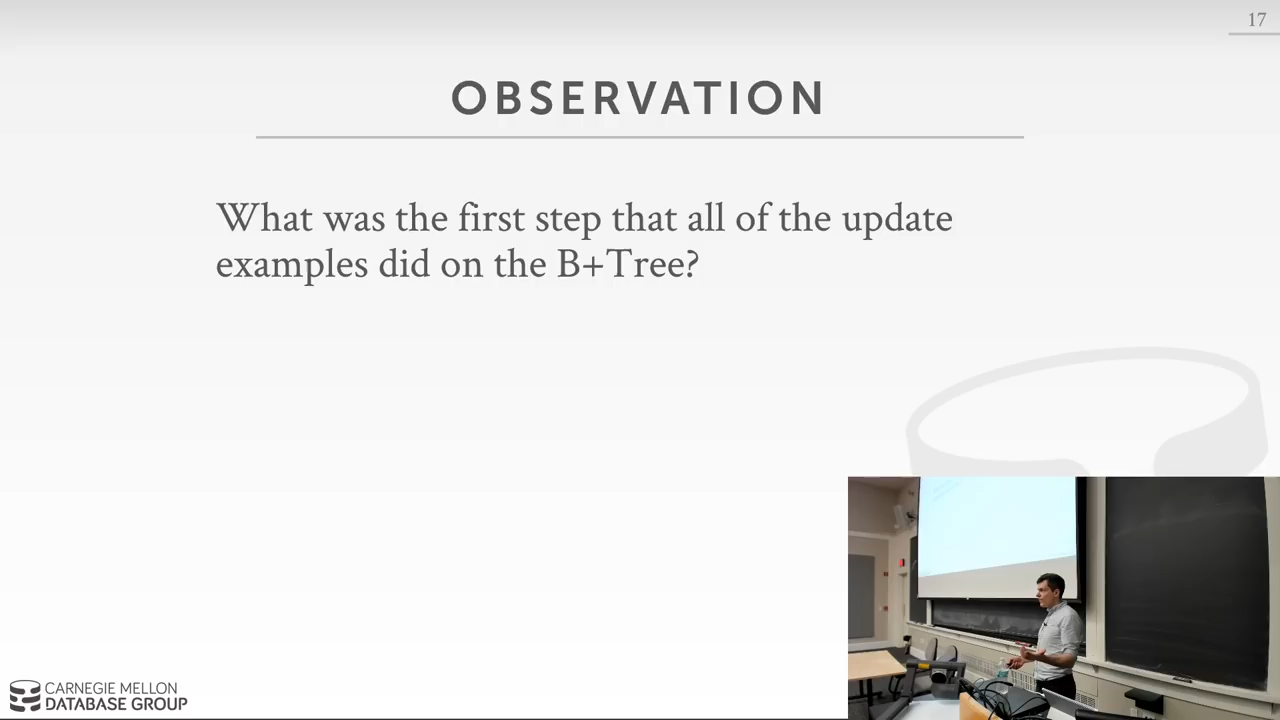 17
OBSERVATION
What was the first step that all of the update
examples did on the B+Tree?
CARNEGIE MELLON
DATABASE GROUP